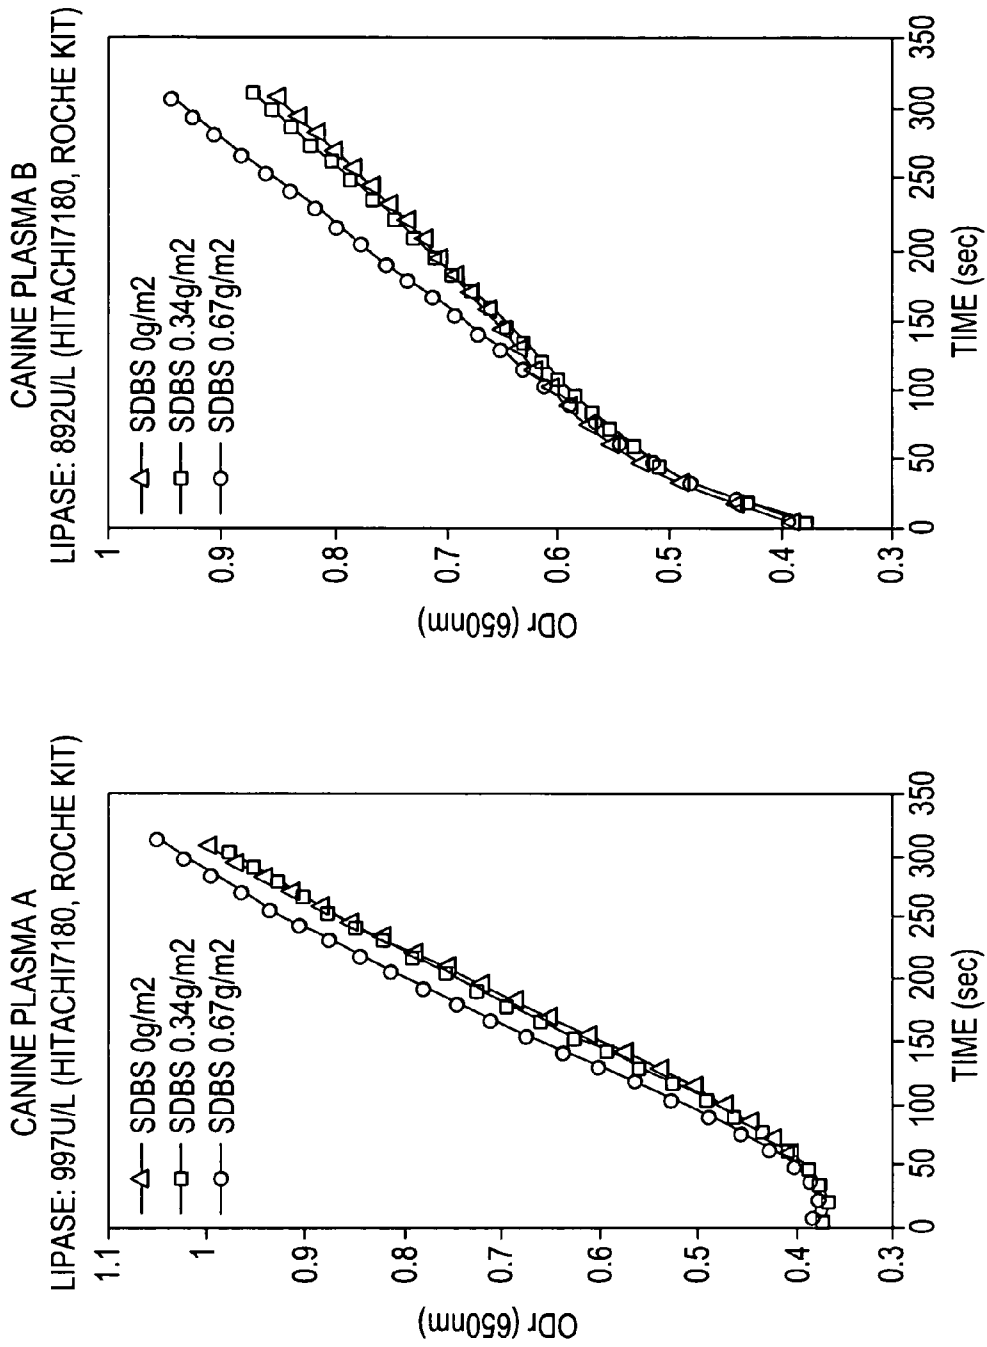 CANINE PLASMA A
LIPASE: 997U/L (HITACHI7180, ROCHE KIT)
SDBS 0g/m2
SDBS 0.34g/m2
SDBS 0.67g/m2
ODr (650nm)
1.1
1
0.9
0.8
0.7
0.6
0.5
0.4
0.3
0
50
100
150
200
250
300
350
TIME (sec)
CANINE PLASMA B
LIPASE: 892U/L (HITACHI7180, ROCHE KIT)
SDBS 0g/m2
SDBS 0.34g/m2
SDBS 0.67g/m2
ODr (650nm)
1
0.9
0.8
0.7
0.6
0.5
0.4
0.3
0
50
100
150
200
250
300
350
TIME (sec)